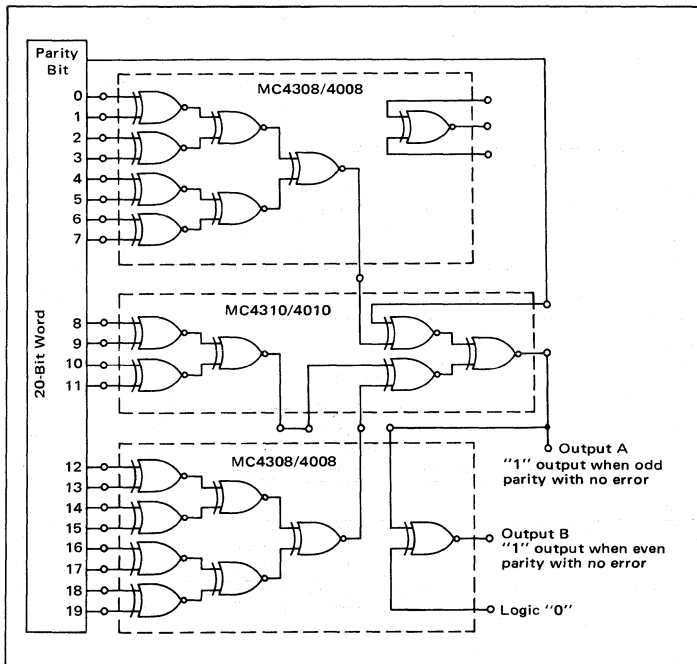 Parity
Bit
MC4308/4008
0
1
2
3
4
5
6
7
MC4310/4010
8
9
10
11
20-Bit Word
MC4308/4008
12
13
14
15
16
17
18
19
Output A
"1" output when odd
parity with no error
Output B
"1" output when even
parity with no error
Logic "0"